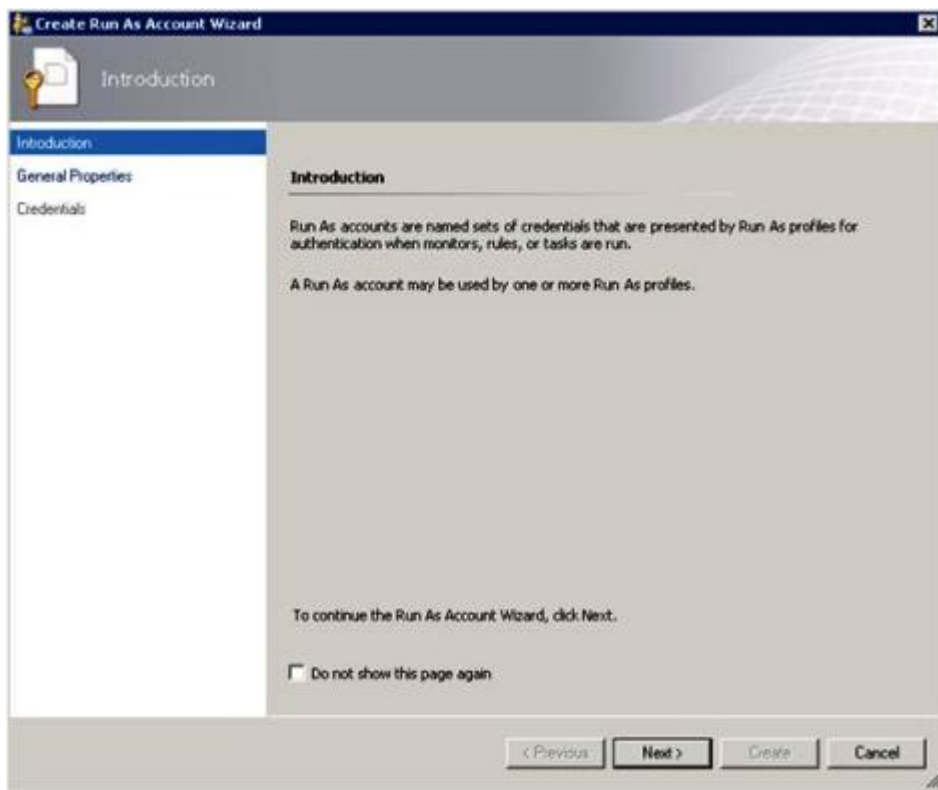 Create Run As Account Wizard
Introduction
Introduction
General Properties
Credentials
Introduction
Run As accounts are named sets of credentials that are presented by Run As profiles for
authentication when monitors, rules, or tasks are run.
A Run As account may be used by one or more Run As profiles.
To continue the Run As Account Wizard, click Next.
Do not show this page again
< Previous
Next >
Create
Cancel